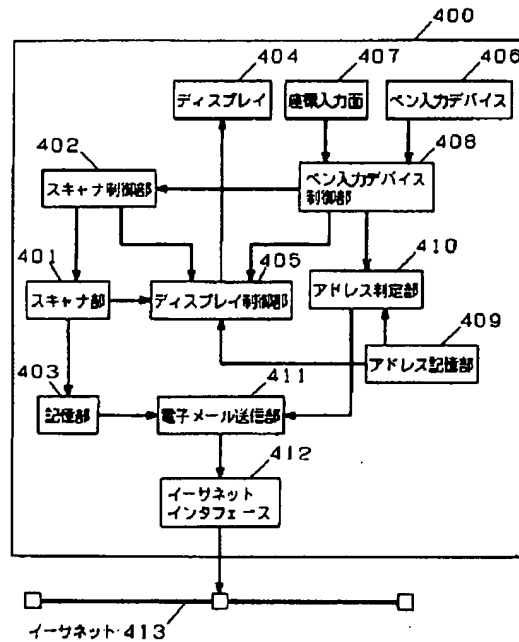 400
404
407
406
ディスプレイ
座標入力面
ペン入力デバイス
402
408
スキャナ制御部
ペン入力デバイス
制御部
401
405
410
スキャナ部
ディスプレイ制御部
アドレス判定部
409
403
411
アドレス記憶部
記憶部
電子メール送信部
412
イーサネット
インタフェース
イーサネット 413